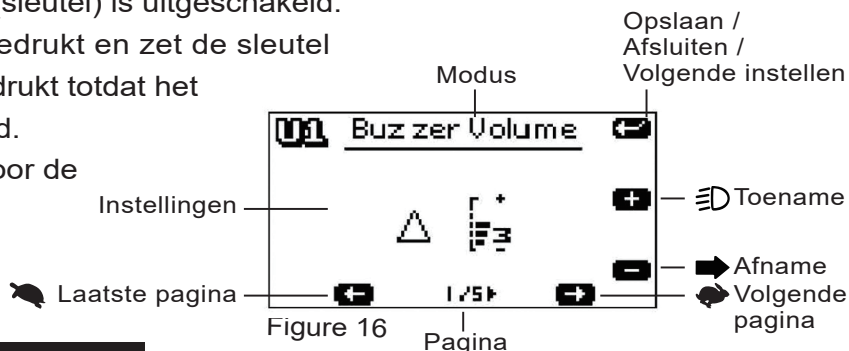 (sleutel) is uitgeschakeld.
edrukt en zet de sleutel
drukt totdat het
d.
oor de
Opslaan /
Afsluiten /
Volgende instellen
Modus
Buzzer Volume
Instellingen
+
3
-
Toename
Afname
Laatste pagina
1/5
Volgende
pagina
Figure 16
Pagina